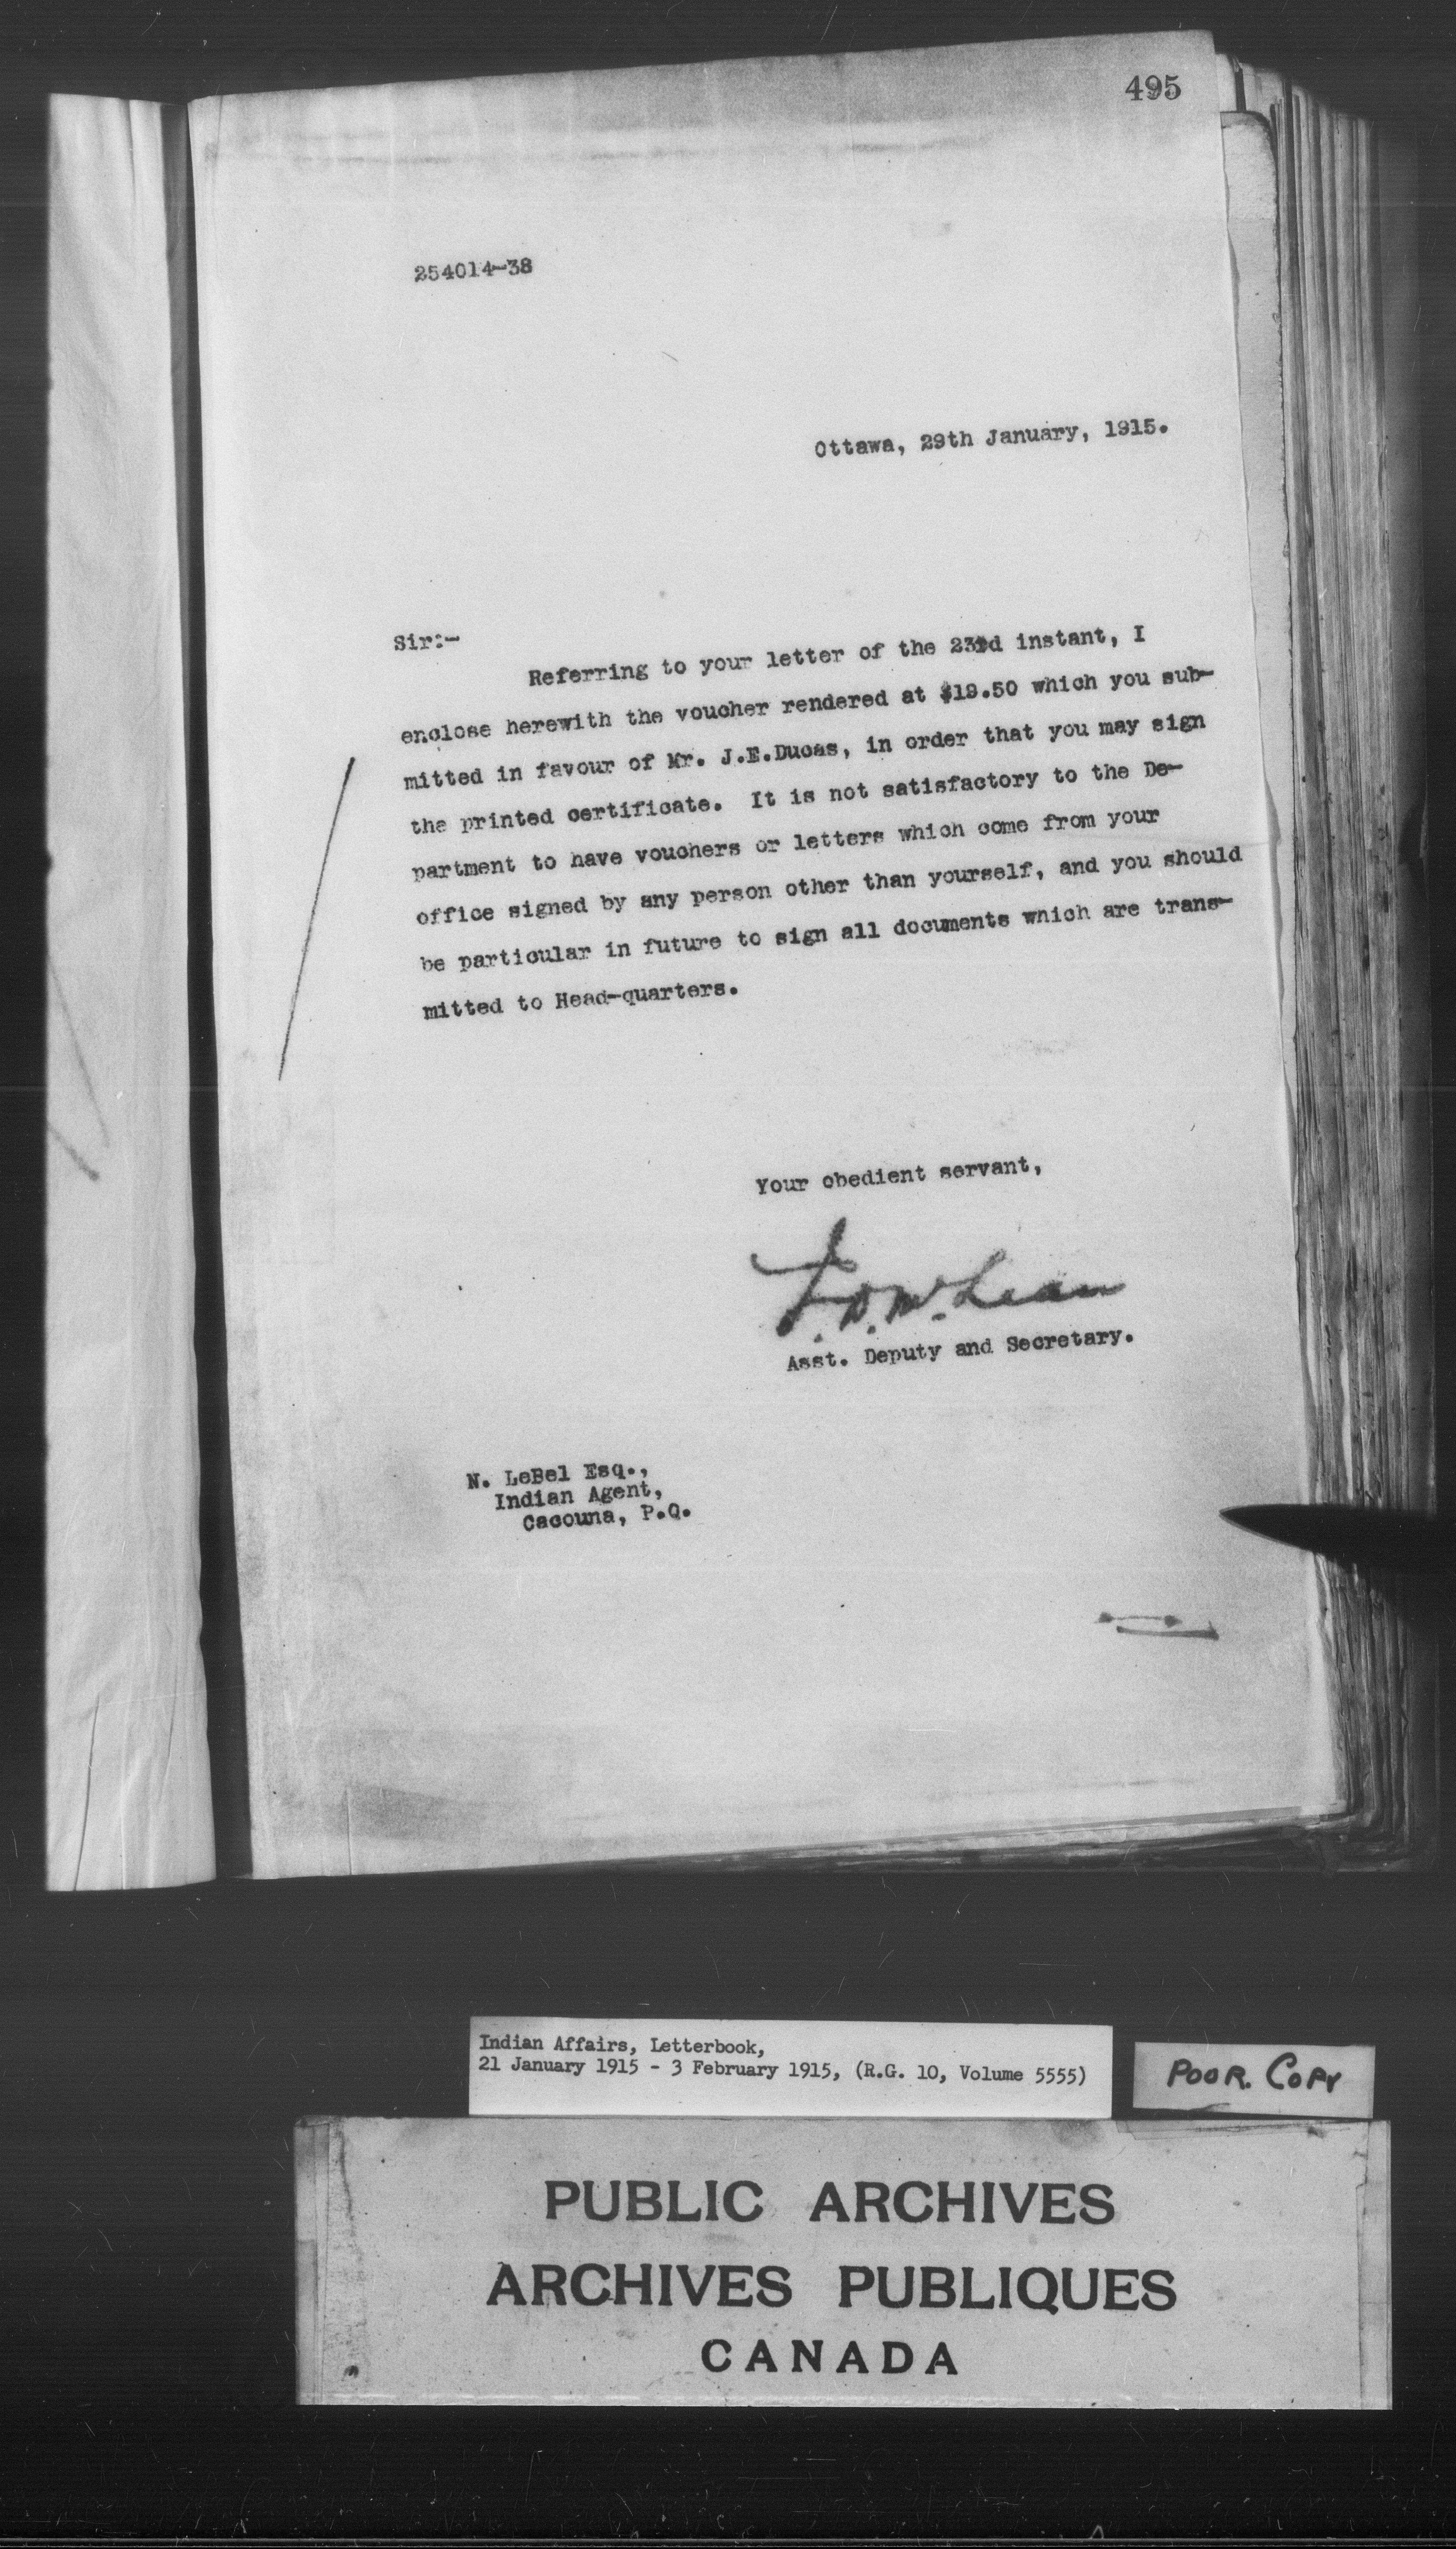 495
254014-38
Ottawa, 29th January, 1915.
Sir:-
Referring to your letter of the 23rd instant, I
enclose herewith the voucher rendered at $19.50 which you sub-
mitted in favour of Mr. J.E.Ducas, in order that you may sign
the printed certificate. It is not satisfactory to the De-
partment to have vouchers or letters which come from your
office signed by any person other than yourself, and you should
be particular in future to sign all documents which are trans-
mitted to Head-quarters.
Your obedient servant,
J.D. McLean
Asst. Deputy and Secretary.
N. LeBel Esq.,
Indian Agent,
Cacouna, P.Q.
Indian Affairs, Letterbook,
21 January 1915 - 3 February 1915, (R.G. 10, Volume 5555)
POOR. COPY
PUBLIC ARCHIVES
ARCHIVES PUBLIQUES
CANADA